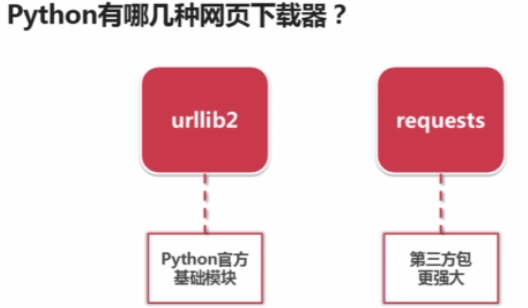 Python有哪几种网页下载器？
urllib2
requests
Python官方
基础模块
第三方包
更强大